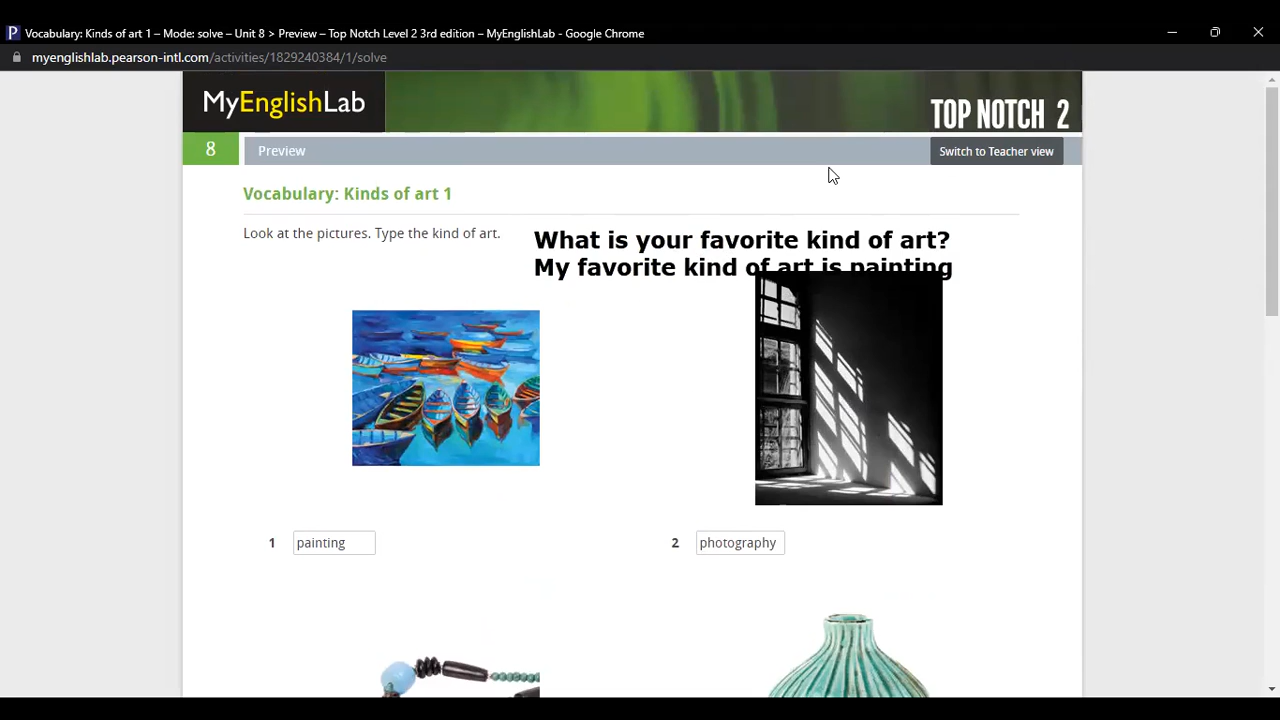 Vocabulary: Kinds of art 1 – Mode: solve – Unit 8 > Preview – Top Notch Level 2 3rd edition – MyEnglishLab - Google Chrome
myenglishlab.pearson-intl.com/activities/1829240384/1/solve
MyEnglishLab
TOP NOTCH 2
8 Preview Switch to Teacher view
Vocabulary: Kinds of art 1
Look at the pictures. Type the kind of art.
What is your favorite kind of art?
My favorite kind of art is painting
1 painting
2 photography